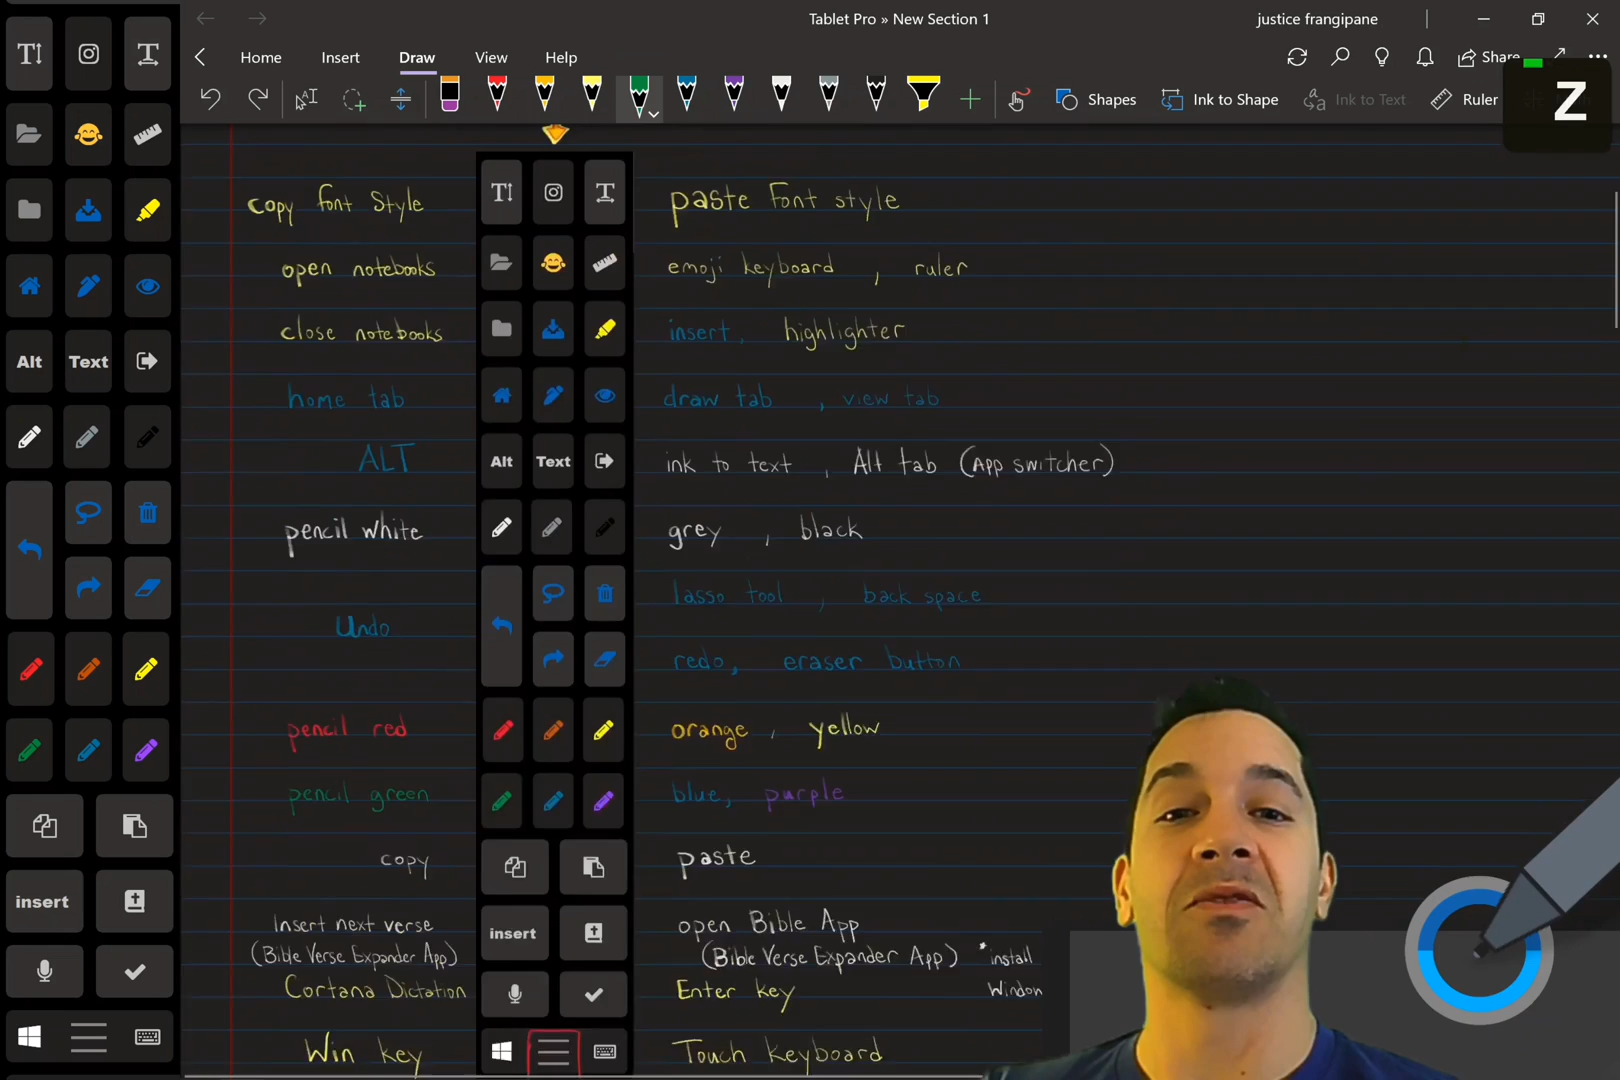 Tablet Pro » New Section 1
justice frangipane
Home Insert Draw View Help
Share
Shapes
Ink to Shape
Ink to Text
Ruler
Z
copy font Style
paste Font style
open notebooks
emoji keyboard , ruler
close notebooks
insert, highlighter
home tab
draw tab , view tab
Alt Text
ALT
Alt Text
ink to text , Alt tab (App switcher)
pencil white
grey , black
lasso tool , back space
Undo
redo, eraser button
pencil red
orange , yellow
pencil green
blue, purple
copy
paste
insert
Insert next verse
(Bible Verse Expander App)
insert
open Bible App
(Bible Verse Expander App) *install
Cortana Dictation
Enter key
Window
Win key
Touch keyboard